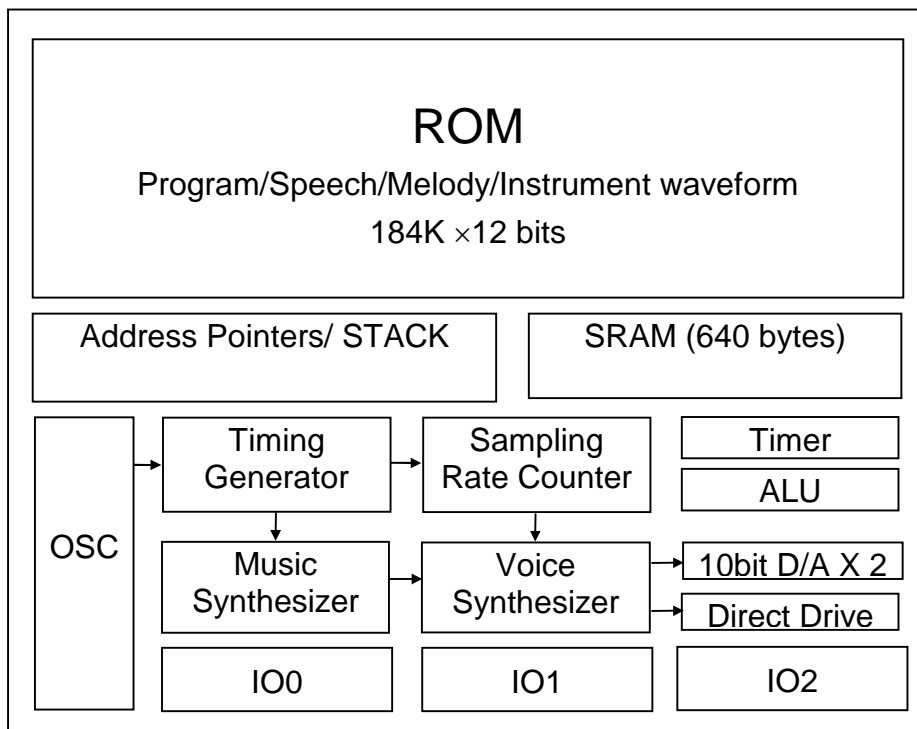 ROM
Program/Speech/Melody/Instrument waveform
184K ×12 bits
Address Pointers/ STACK
SRAM (640 bytes)
OSC
Timing
Generator
Sampling
Rate Counter
Timer
ALU
Music
Synthesizer
Voice
Synthesizer
10bit D/A X 2
Direct Drive
IO0
IO1
IO2